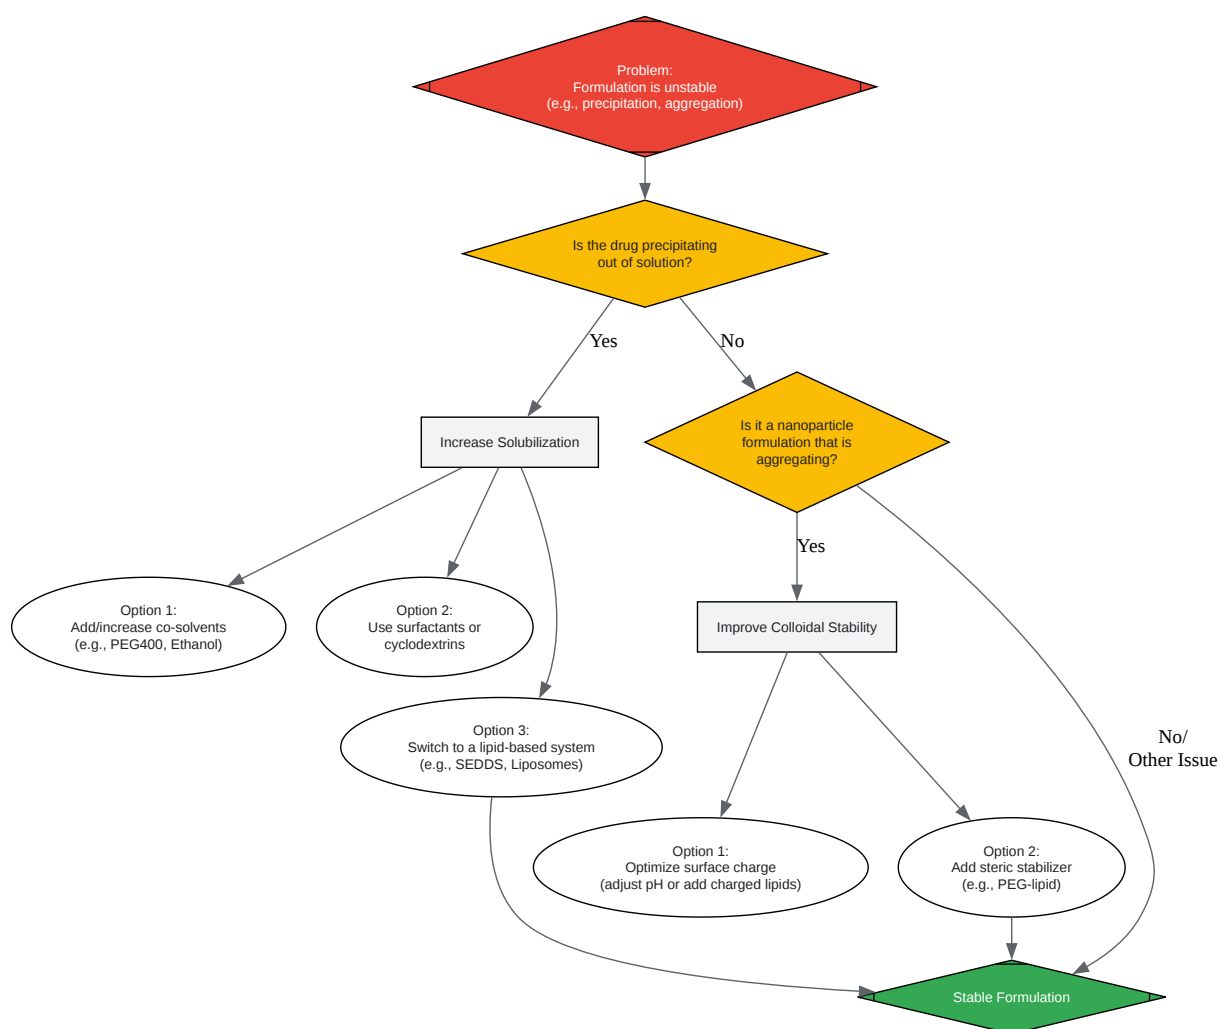 Problem:
Formulation is unstable
(e.g., precipitation, aggregation)
Is the drug precipitating
out of solution?
Yes
No
Is it a nanoparticle
formulation that is
aggregating?
Increase Solubilization
Yes
Option 1:
Add/increase co-solvents
(e.g., PEG400, Ethanol)
Option 2:
Use surfactants or
cyclodextrins
Improve Colloidal Stability
Option 3:
Switch to a lipid-based system
(e.g., SEDDS, Liposomes)
No/
Other Issue
Option 1:
Optimize surface charge
(adjust pH or add charged lipids)
Option 2:
Add steric stabilizer
(e.g., PEG-lipid)
Stable Formulation